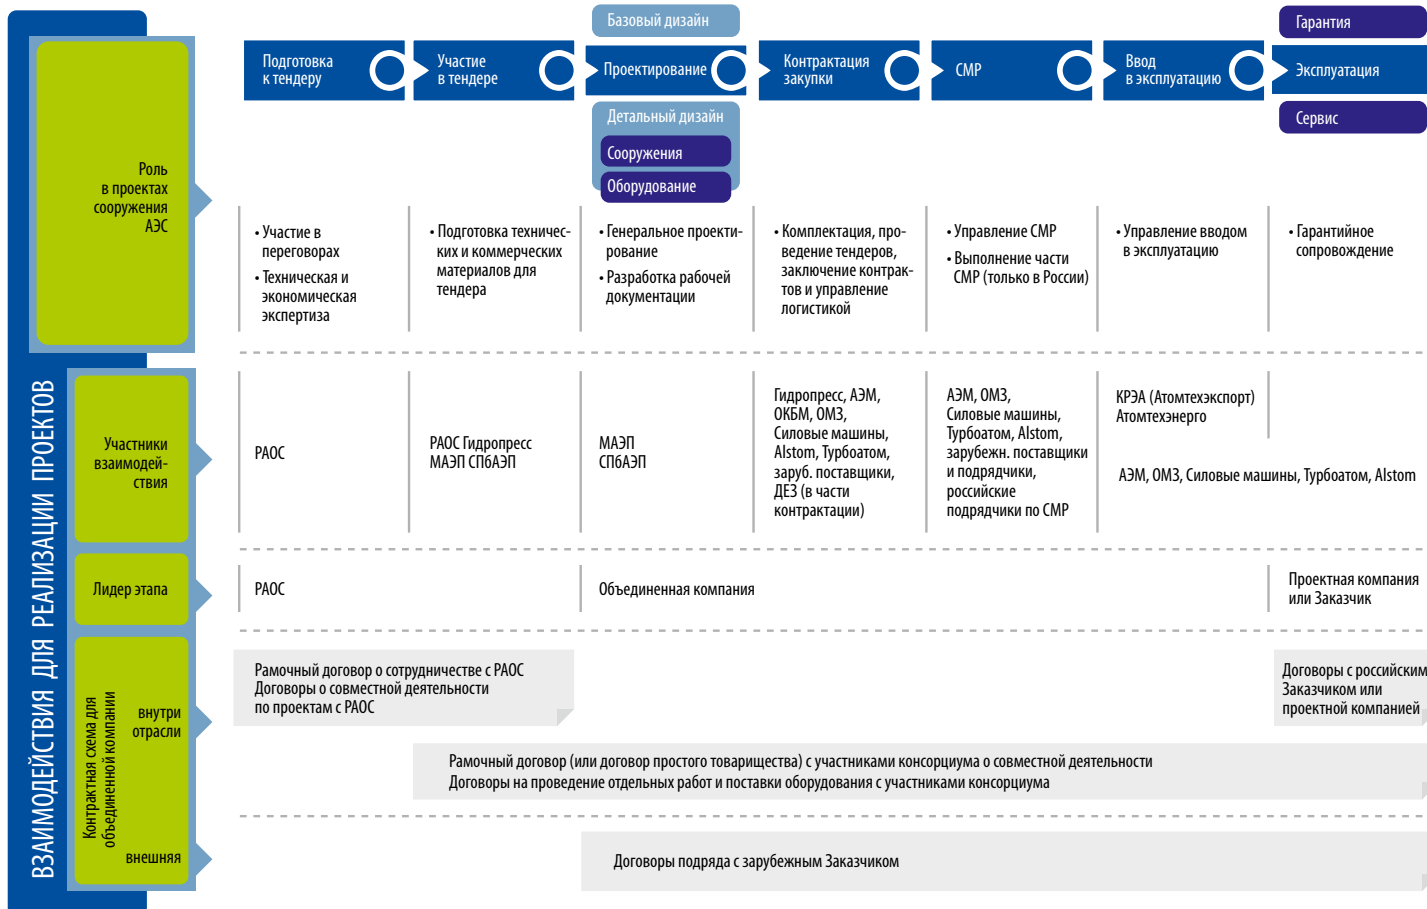 ВЗАИМОДЕЙСТВИЯ ДЛЯ РЕАЛИЗАЦИИ ПРОЕКТОВ
Базовый дизайн
Гарантия
Подготовка
к тендеру
Участие
в тендере
Проектирование
Контрактация
закупки
СМР
Ввод
в эксплуатацию
Эксплуатация
Детальный дизайн
Сооружения
Оборудование
Сервис
Роль
в проектах
сооружения
АЭС
• Участие в
переговорах
• Техническая и
экономическая
экспертиза
• Подготовка техничес-
ких и коммерческих
материалов для
тендера
• Генеральное проекти-
рование
• Разработка рабочей
документации
• Комплектация, про-
ведение тендеров,
заключение контрак-
тов и управление
логистикой
• Управление СМР
• Выполнение части
СМР (только в России)
• Управление вводом
в эксплуатацию
• Гарантийное
сопровождение
Участники
взаимодей-
ствия
РАОС
РАОС Гидропресс
МАЭП СПбАЭП
МАЭП
СПбАЭП
Гидропресс, АЭМ,
ОКБМ, ОМЗ,
Силовые машины,
Alstom, Турбоатом,
заруб. поставщики,
ДЕЗ (в части
контрактации)
АЭМ, ОМЗ,
Силовые машины,
Турбоатом, Alstom,
зарубежн. поставщики
и подрядчики,
российские
подрядчики по СМР
КРЭА (Атомтехэкспорт)
Атомтехэнерго
АЭМ, ОМЗ, Силовые машины, Турбоатом, Alstom
Лидер этапа
РАОС
Объединенная компания
Проектная компания
или Заказчик
Контрактная схема для
объединенной компании
внутри
отрасли
Рамочный договор о сотрудничестве с РАОС
Договоры о совместной деятельности
по проектам с РАОС
Договоры с российским
Заказчиком или
проектной компанией
Рамочный договор (или договор простого товарищества) с участниками консорциума о совместной деятельности
Договоры на проведение отдельных работ и поставки оборудования с участниками консорциума
внешняя
Договоры подряда с зарубежным Заказчиком